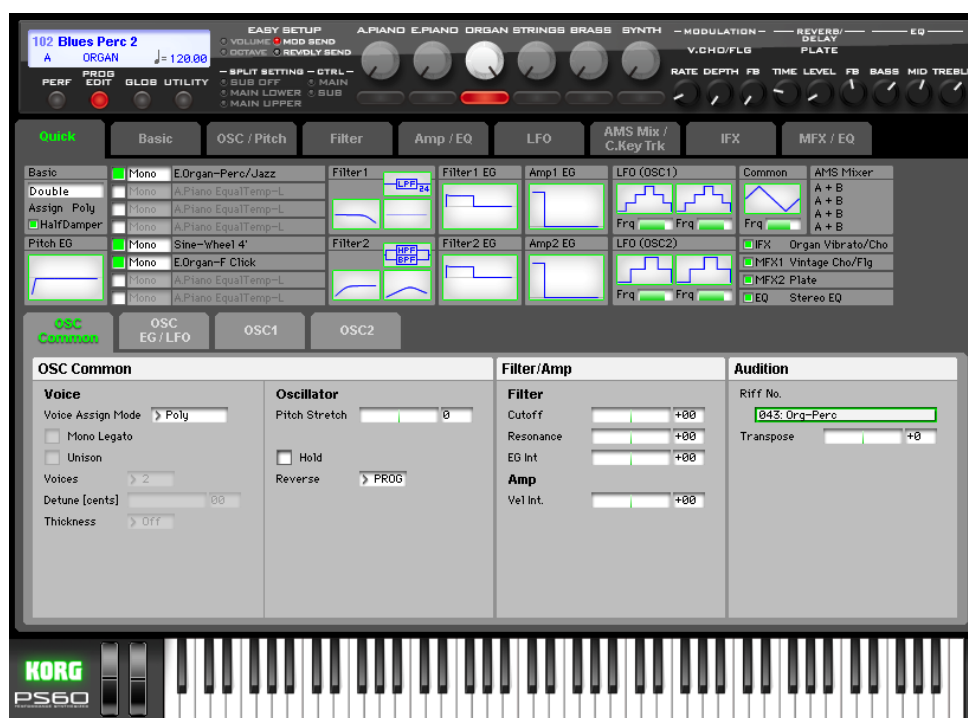 EASY SETUP A.PIANO E.PIANO ORGAN STRINGS BRASS SYNTH MODULATION REVERB/DELAY EQ
102 Blues Perc 2
A ORGAN ♩=120.00
VOLUME MOD SEND
OCTAVE REVDLY SEND
V.CHO/FLG PLATE
PERF PROG EDIT GLOB UTILITY
SPLIT SETTING CTRL
SUB OFF MAIN
MAIN LOWER SUB
MAIN UPPER
RATE DEPTH FB TIME LEVEL FB BASS MID TREBL
Quick Basic OSC / Pitch Filter Amp / EQ LFO AMS Mix / C.Key Trk IFX MFX / EQ
Basic
Double
Assign Poly
HalfDamper
Mono E.Organ-Perc/Jazz
Mono A.Piano EqualTemp-L
Mono A.Piano EqualTemp-L
Mono A.Piano EqualTemp-L
Filter1
LPF 24
Filter1 EG
Amp1 EG
LFO (OSC1)
Frq Frq
Common
Frq
AMS Mixer
A + B
A + B
A + B
A + B
Pitch EG
Mono Sine-Wheel 4'
Mono E.Organ-F Click
Mono A.Piano EqualTemp-L
Mono A.Piano EqualTemp-L
Filter2
HPF
BPF
Filter2 EG
Amp2 EG
LFO (OSC2)
Frq Frq
IFX Organ Vibrato/Cho
MFX1 Vintage Cho/Flg
MFX2 Plate
EQ Stereo EQ
OSC Common OSC EG / LFO OSC1 OSC2
OSC Common
Voice
Voice Assign Mode Poly
Mono Legato
Unison
Voices 2
Detune [cents] 00
Thickness Off
Oscillator
Pitch Stretch 0
Hold
Reverse PROG
Filter/Amp
Filter
Cutoff +00
Resonance +00
EG Int +00
Amp
Vel Int. +00
Audition
Riff No.
043: Org-Perc
Transpose +0
KORG
PS60